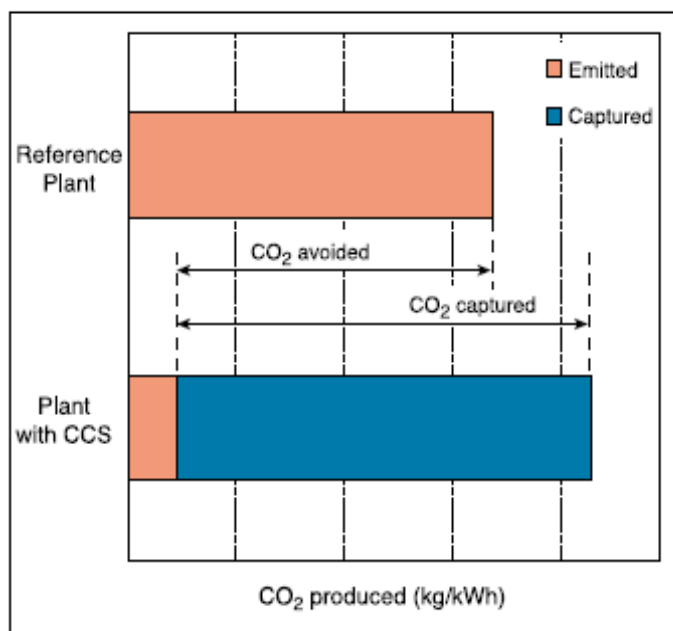 Emitted
Captured
Reference
Plant
CO₂ avoided
CO₂ captured
Plant
with CCS
CO₂ produced (kg/kWh)